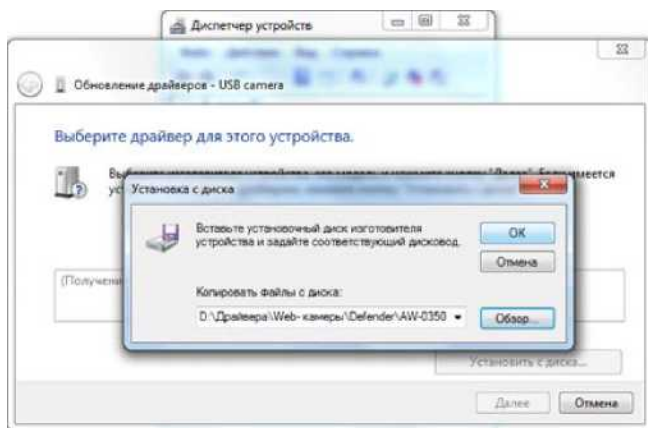 Диспетчер устройств
Обновление драйверов - USB camera
Выберите драйвер для этого устройства.
Установка с диска
Вставьте установочный диск изготовителя
устройства и задайте соответствующий дисковод.
OK
Отмена
(Получени
Копировать файлы с диска:
D:\Драйвера\Web- камеры\Defender\AW-0350
Обзор...
Установить с диска...
Далее
Отмена